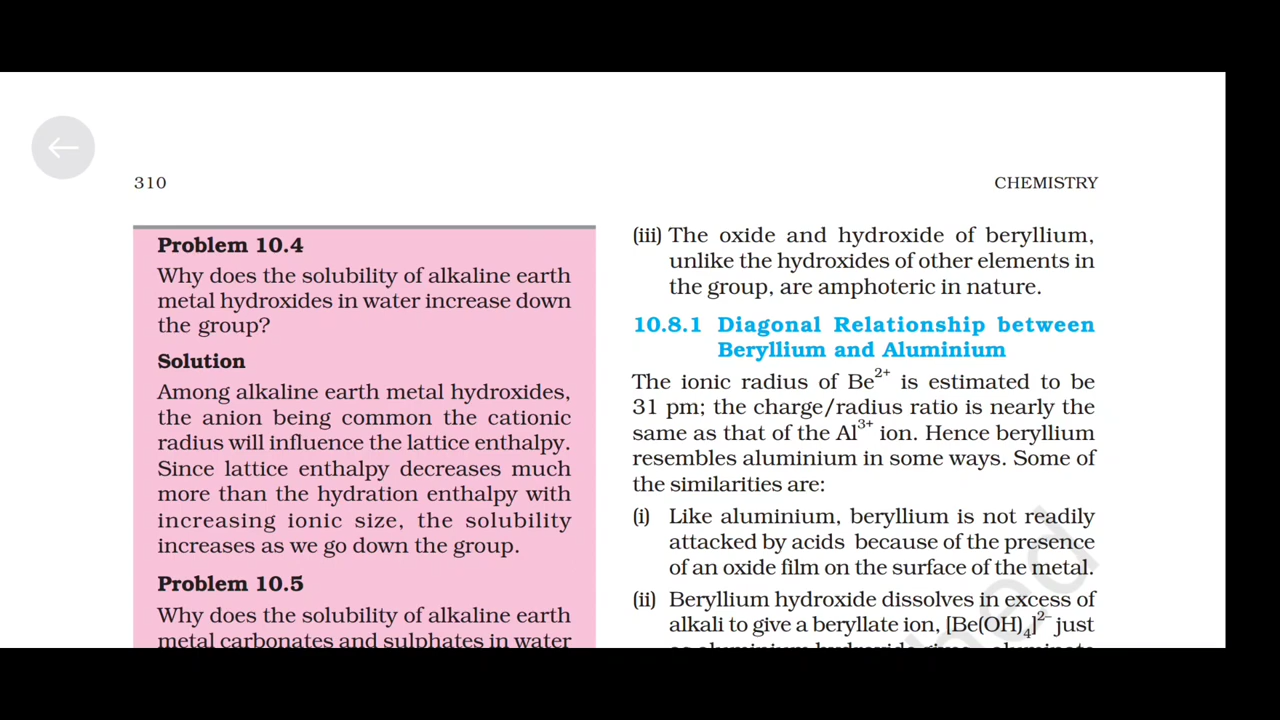 310
CHEMISTRY
Problem 10.4
Why does the solubility of alkaline earth
metal hydroxides in water increase down
the group?
Solution
Among alkaline earth metal hydroxides,
the anion being common the cationic
radius will influence the lattice enthalpy.
Since lattice enthalpy decreases much
more than the hydration enthalpy with
increasing ionic size, the solubility
increases as we go down the group.
Problem 10.5
Why does the solubility of alkaline earth
metal carbonates and sulphates in water
(iii) The oxide and hydroxide of beryllium,
unlike the hydroxides of other elements in
the group, are amphoteric in nature.
10.8.1 Diagonal Relationship between
Beryllium and Aluminium
The ionic radius of Be²⁺ is estimated to be
31 pm; the charge/radius ratio is nearly the
same as that of the Al³⁺ ion. Hence beryllium
resembles aluminium in some ways. Some of
the similarities are:
(i) Like aluminium, beryllium is not readily
attacked by acids because of the presence
of an oxide film on the surface of the metal.
(ii) Beryllium hydroxide dissolves in excess of
alkali to give a beryllate ion, [Be(OH)₄]²⁻ just